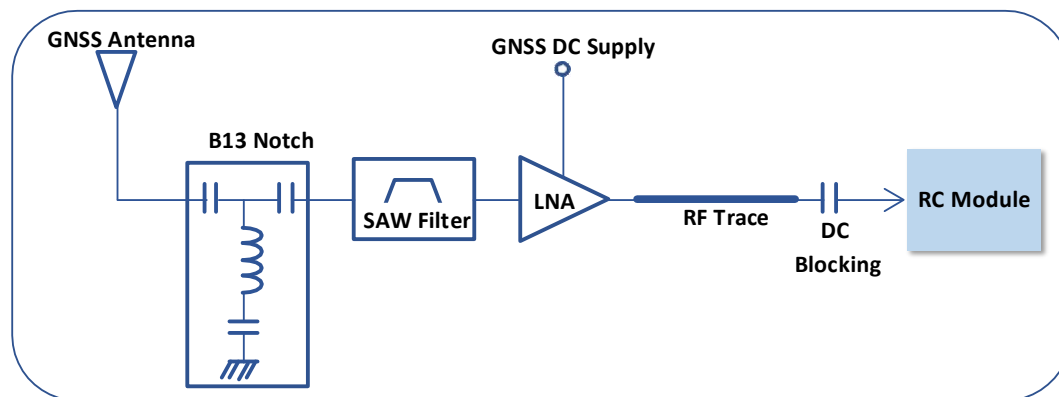 GNSS Antenna
GNSS DC Supply
B13 Notch
SAW Filter
LNA
RF Trace
DC
Blocking
RC Module